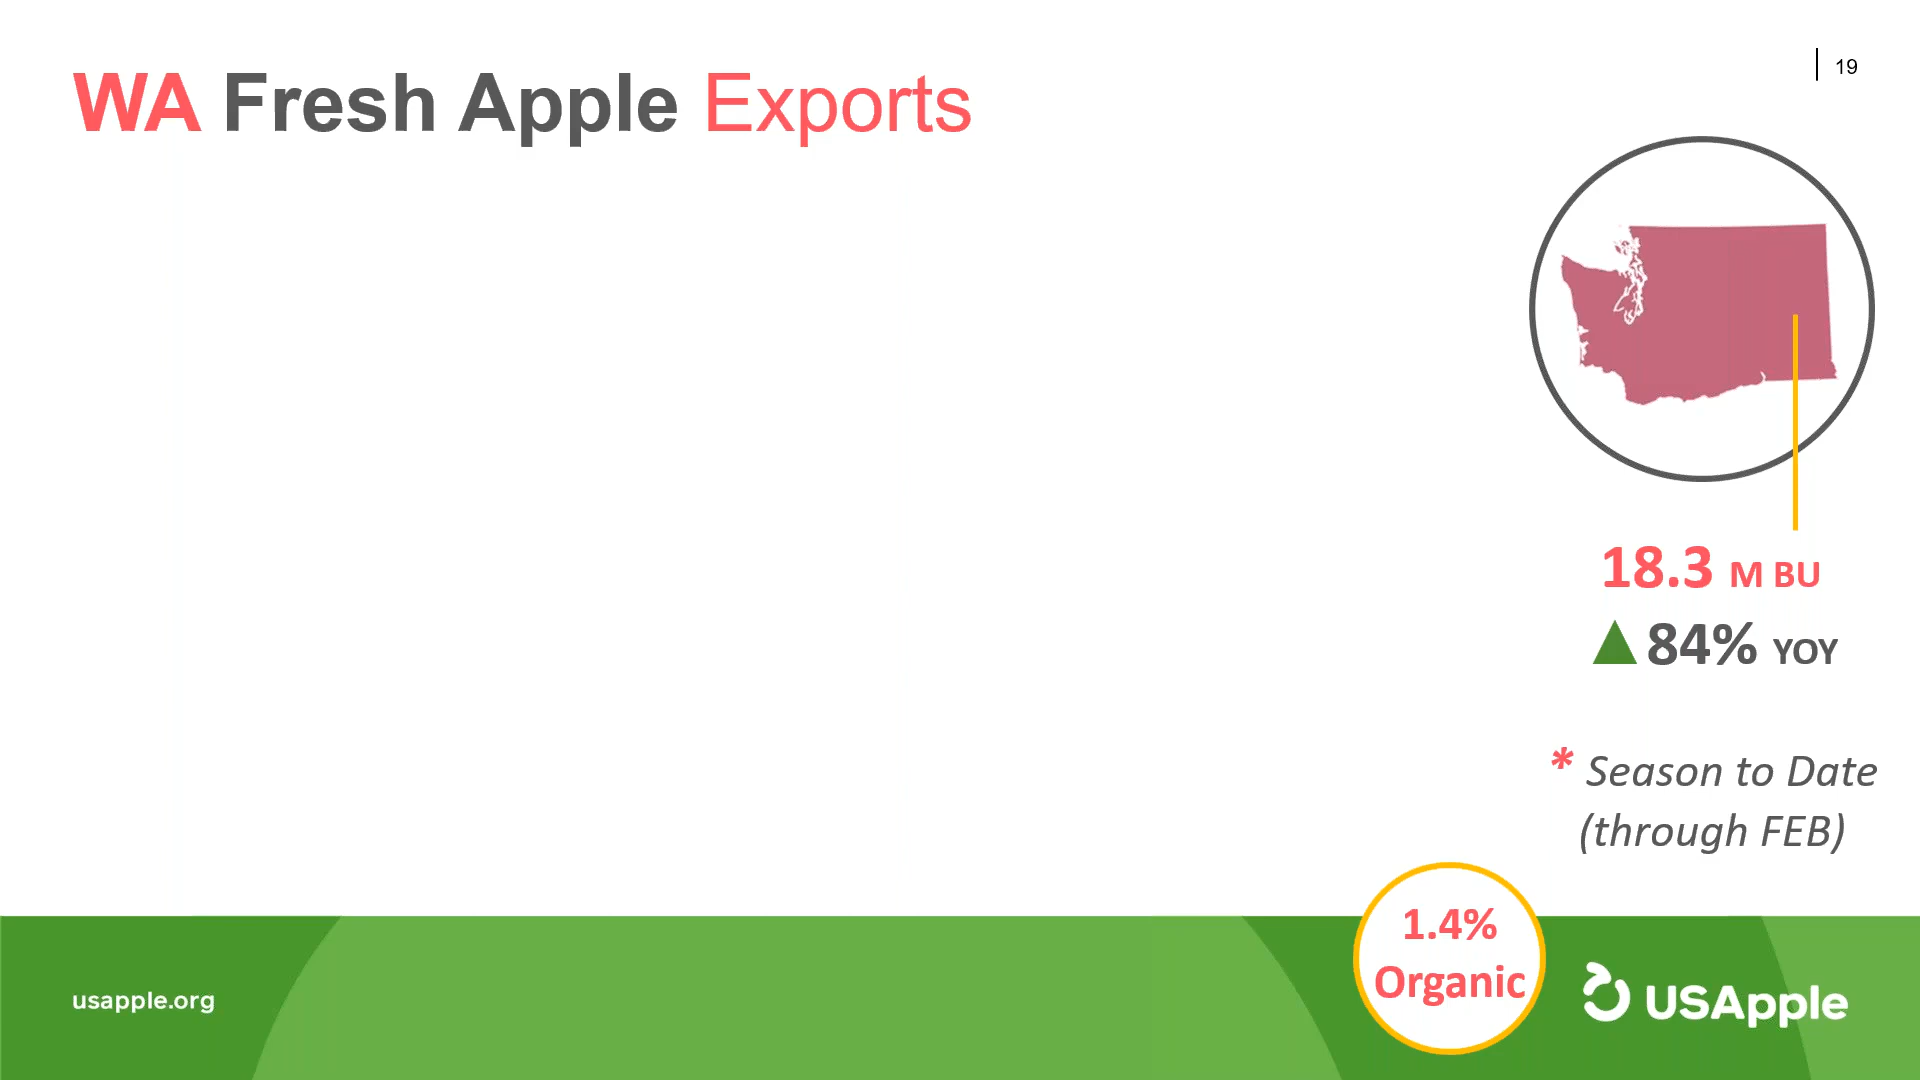 WA Fresh Apple Exports
19
18.3 M BU
84% YOY
* Season to Date
(through FEB)
1.4%
Organic
usapple.org
USApple